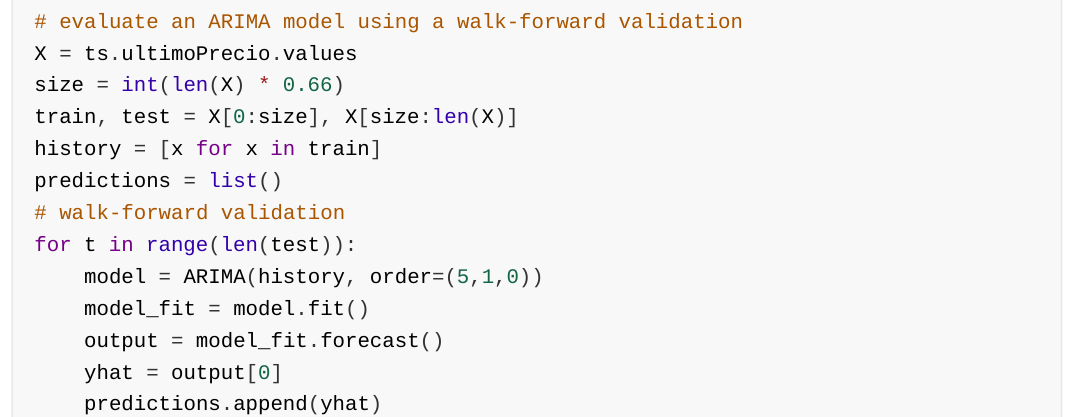 # evaluate an ARIMA model using a walk-forward validation
X = ts.ultimoPrecio.values
size = int(len(X) * 0.66)
train, test = X[0:size], X[size:len(X)]
history = [x for x in train]
predictions = list()
# walk-forward validation
for t in range(len(test)):
    model = ARIMA(history, order=(5,1,0))
    model_fit = model.fit()
    output = model_fit.forecast()
    yhat = output[0]
    predictions.append(yhat)